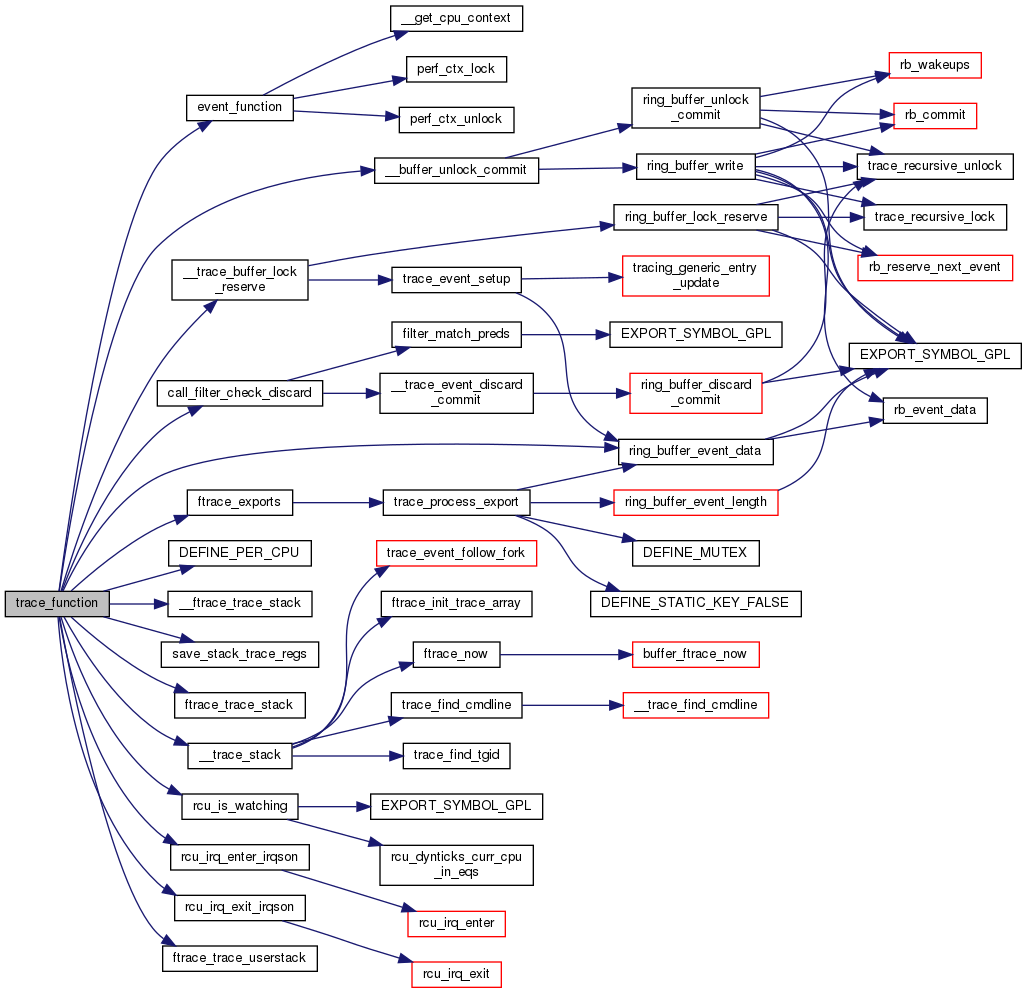 __get_cpu_context
perf_ctx_lock
perf_ctx_unlock
event_function
ring_buffer_unlock
_commit
rb_wakeups
rb_commit
__buffer_unlock_commit
ring_buffer_write
trace_recursive_unlock
ring_buffer_lock_reserve
trace_recursive_lock
__trace_buffer_lock
_reserve
trace_event_setup
tracing_generic_entry
_update
rb_reserve_next_event
filter_match_preds
EXPORT_SYMBOL_GPL
EXPORT_SYMBOL_GPL
call_filter_check_discard
__trace_event_discard
_commit
ring_buffer_discard
_commit
rb_event_data
ring_buffer_event_data
ftrace_exports
trace_process_export
ring_buffer_event_length
DEFINE_PER_CPU
trace_event_follow_fork
DEFINE_MUTEX
trace_function
__ftrace_trace_stack
ftrace_init_trace_array
DEFINE_STATIC_KEY_FALSE
save_stack_trace_regs
ftrace_now
buffer_ftrace_now
ftrace_trace_stack
trace_find_cmdline
__trace_find_cmdline
__trace_stack
trace_find_tgid
rcu_is_watching
EXPORT_SYMBOL_GPL
rcu_irq_enter_irqson
rcu_dynticks_curr_cpu
_in_eqs
rcu_irq_exit_irqson
rcu_irq_enter
ftrace_trace_userstack
rcu_irq_exit